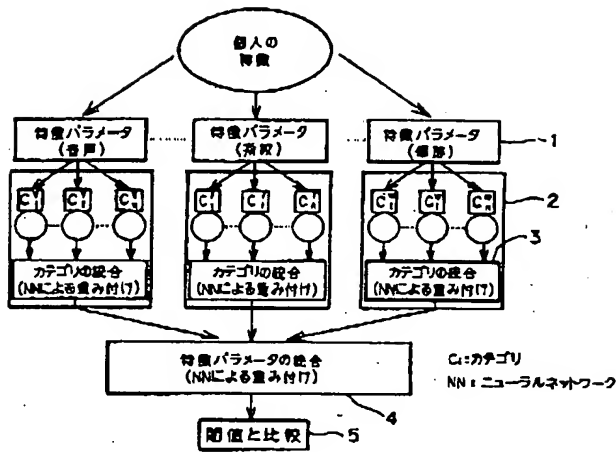 個人の
特徴
特徴パラメータ
(音声)
特徴パラメータ
(指紋)
特徴パラメータ
(筆跡)
1
2
3
カテゴリの統合
(NNによる重み付け)
カテゴリの統合
(NNによる重み付け)
カテゴリの統合
(NNによる重み付け)
特徴パラメータの統合
(NNによる重み付け)
Ci:カテゴリ
NN:ニューラルネットワーク
4
閾値と比較
5